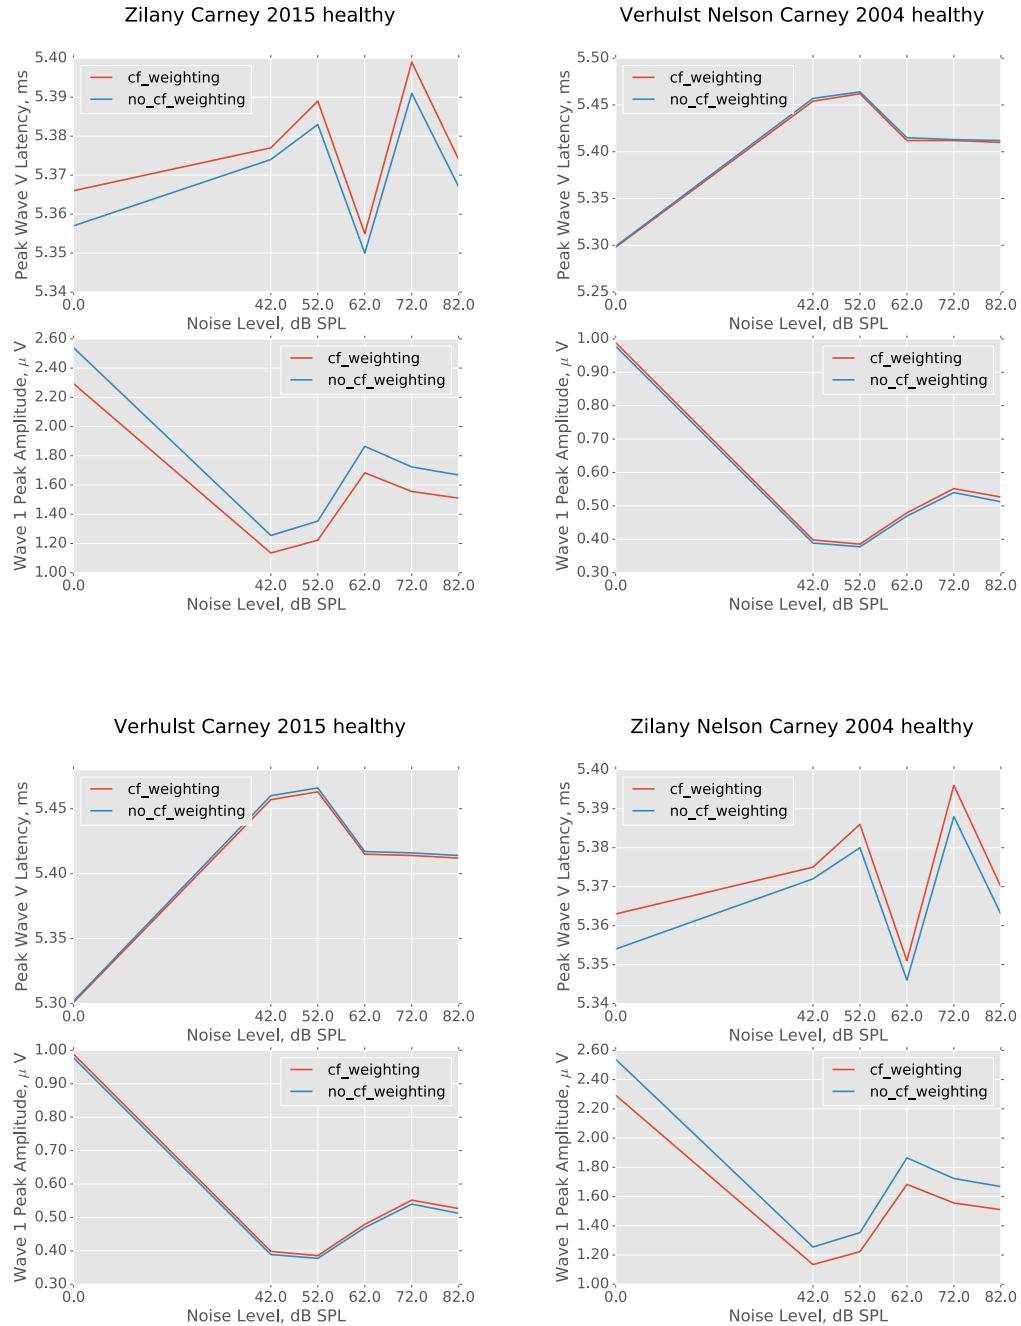 Zilany Carney 2015 healthy
Peak Wave V Latency, ms
5.40
5.39
5.38
5.37
5.36
5.35
5.34
cf_weighting
no_cf_weighting
0.0 42.0 52.0 62.0 72.0 82.0
Noise Level, dB SPL
Wave 1 Peak Amplitude, μ V
2.60
2.40
2.20
2.00
1.80
1.60
1.40
1.20
1.00
cf_weighting
no_cf_weighting
0.0 42.0 52.0 62.0 72.0 82.0
Noise Level, dB SPL
Verhulst Nelson Carney 2004 healthy
Peak Wave V Latency, ms
5.50
5.45
5.40
5.35
5.30
5.25
cf_weighting
no_cf_weighting
0.0 42.0 52.0 62.0 72.0 82.0
Noise Level, dB SPL
Wave 1 Peak Amplitude, μ V
1.00
0.90
0.80
0.70
0.60
0.50
0.40
0.30
cf_weighting
no_cf_weighting
0.0 42.0 52.0 62.0 72.0 82.0
Noise Level, dB SPL
Verhulst Carney 2015 healthy
Peak Wave V Latency, ms
5.45
5.40
5.35
5.30
cf_weighting
no_cf_weighting
0.0 42.0 52.0 62.0 72.0 82.0
Noise Level, dB SPL
Wave 1 Peak Amplitude, μ V
1.00
0.90
0.80
0.70
0.60
0.50
0.40
0.30
cf_weighting
no_cf_weighting
0.0 42.0 52.0 62.0 72.0 82.0
Noise Level, dB SPL
Zilany Nelson Carney 2004 healthy
Peak Wave V Latency, ms
5.40
5.39
5.38
5.37
5.36
5.35
5.34
cf_weighting
no_cf_weighting
0.0 42.0 52.0 62.0 72.0 82.0
Noise Level, dB SPL
Wave 1 Peak Amplitude, μ V
2.60
2.40
2.20
2.00
1.80
1.60
1.40
1.20
1.00
cf_weighting
no_cf_weighting
0.0 42.0 52.0 62.0 72.0 82.0
Noise Level, dB SPL